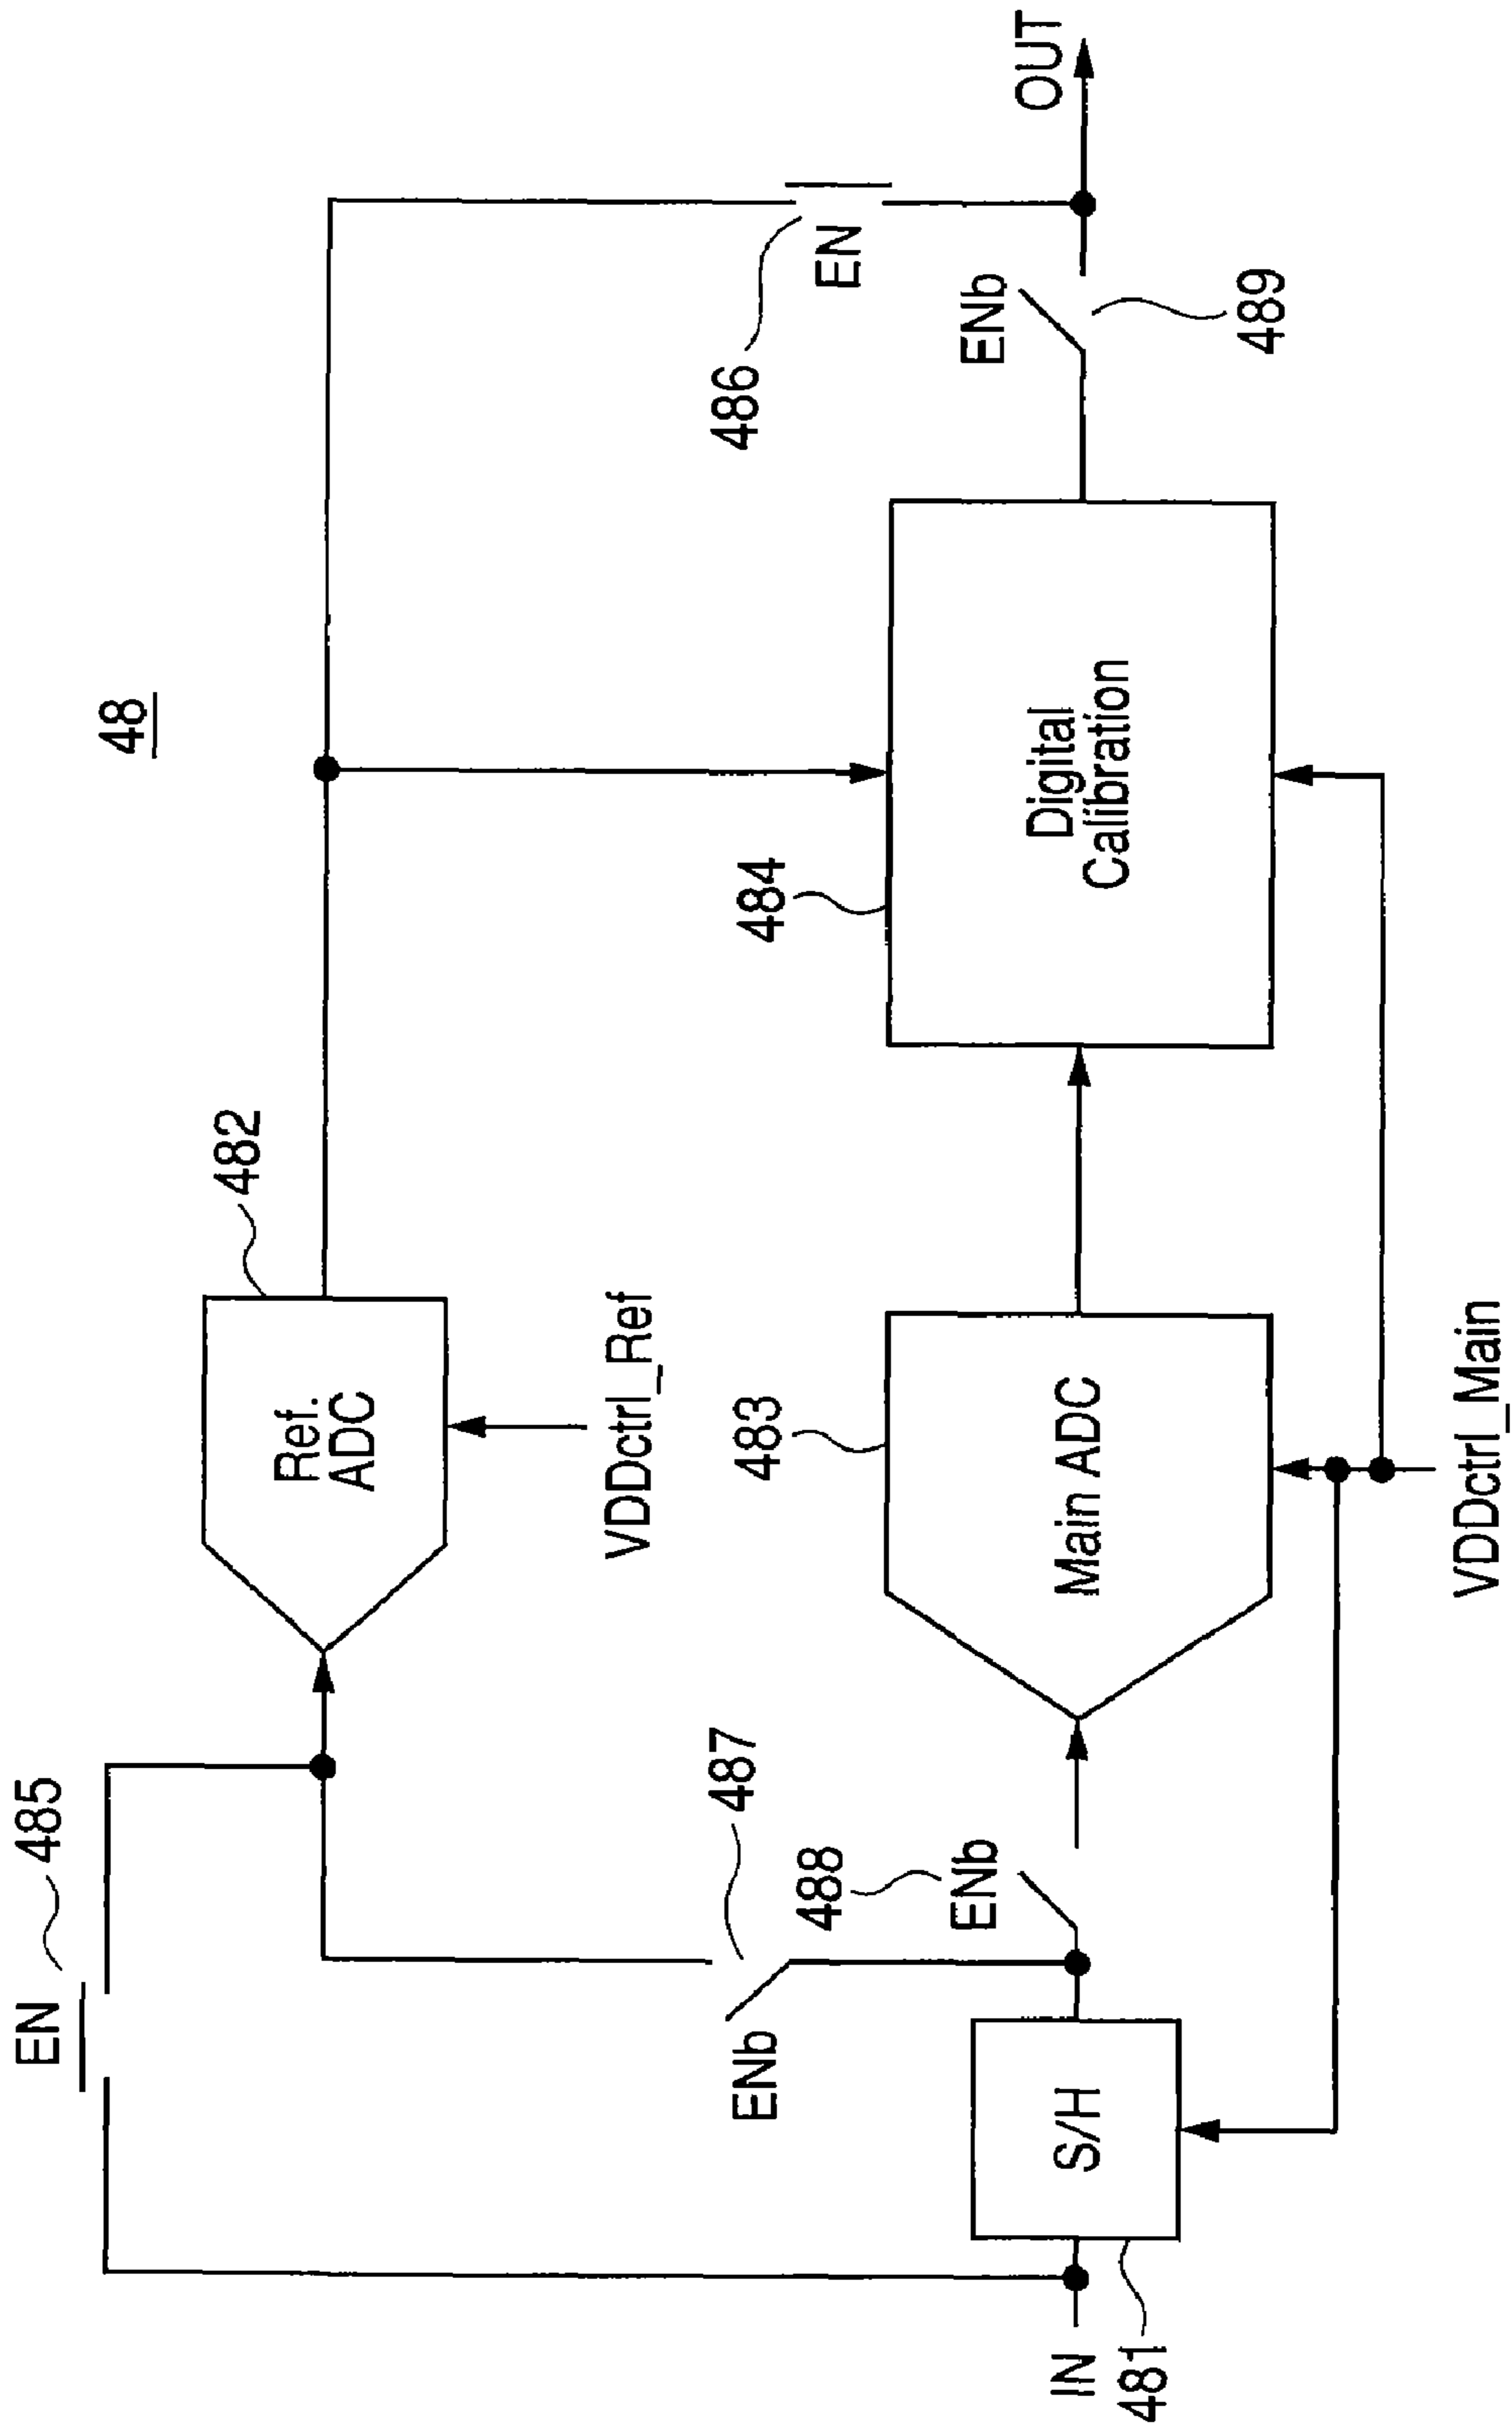 48
EN
485
482
Ref.
ADC
VDDctrl_Ref
487
ENb
488
ENb
483
Main ADC
484
Digital
Calibration
486
EN
ENb
489
OUT
IN
481
S/H
VDDctrl_Main